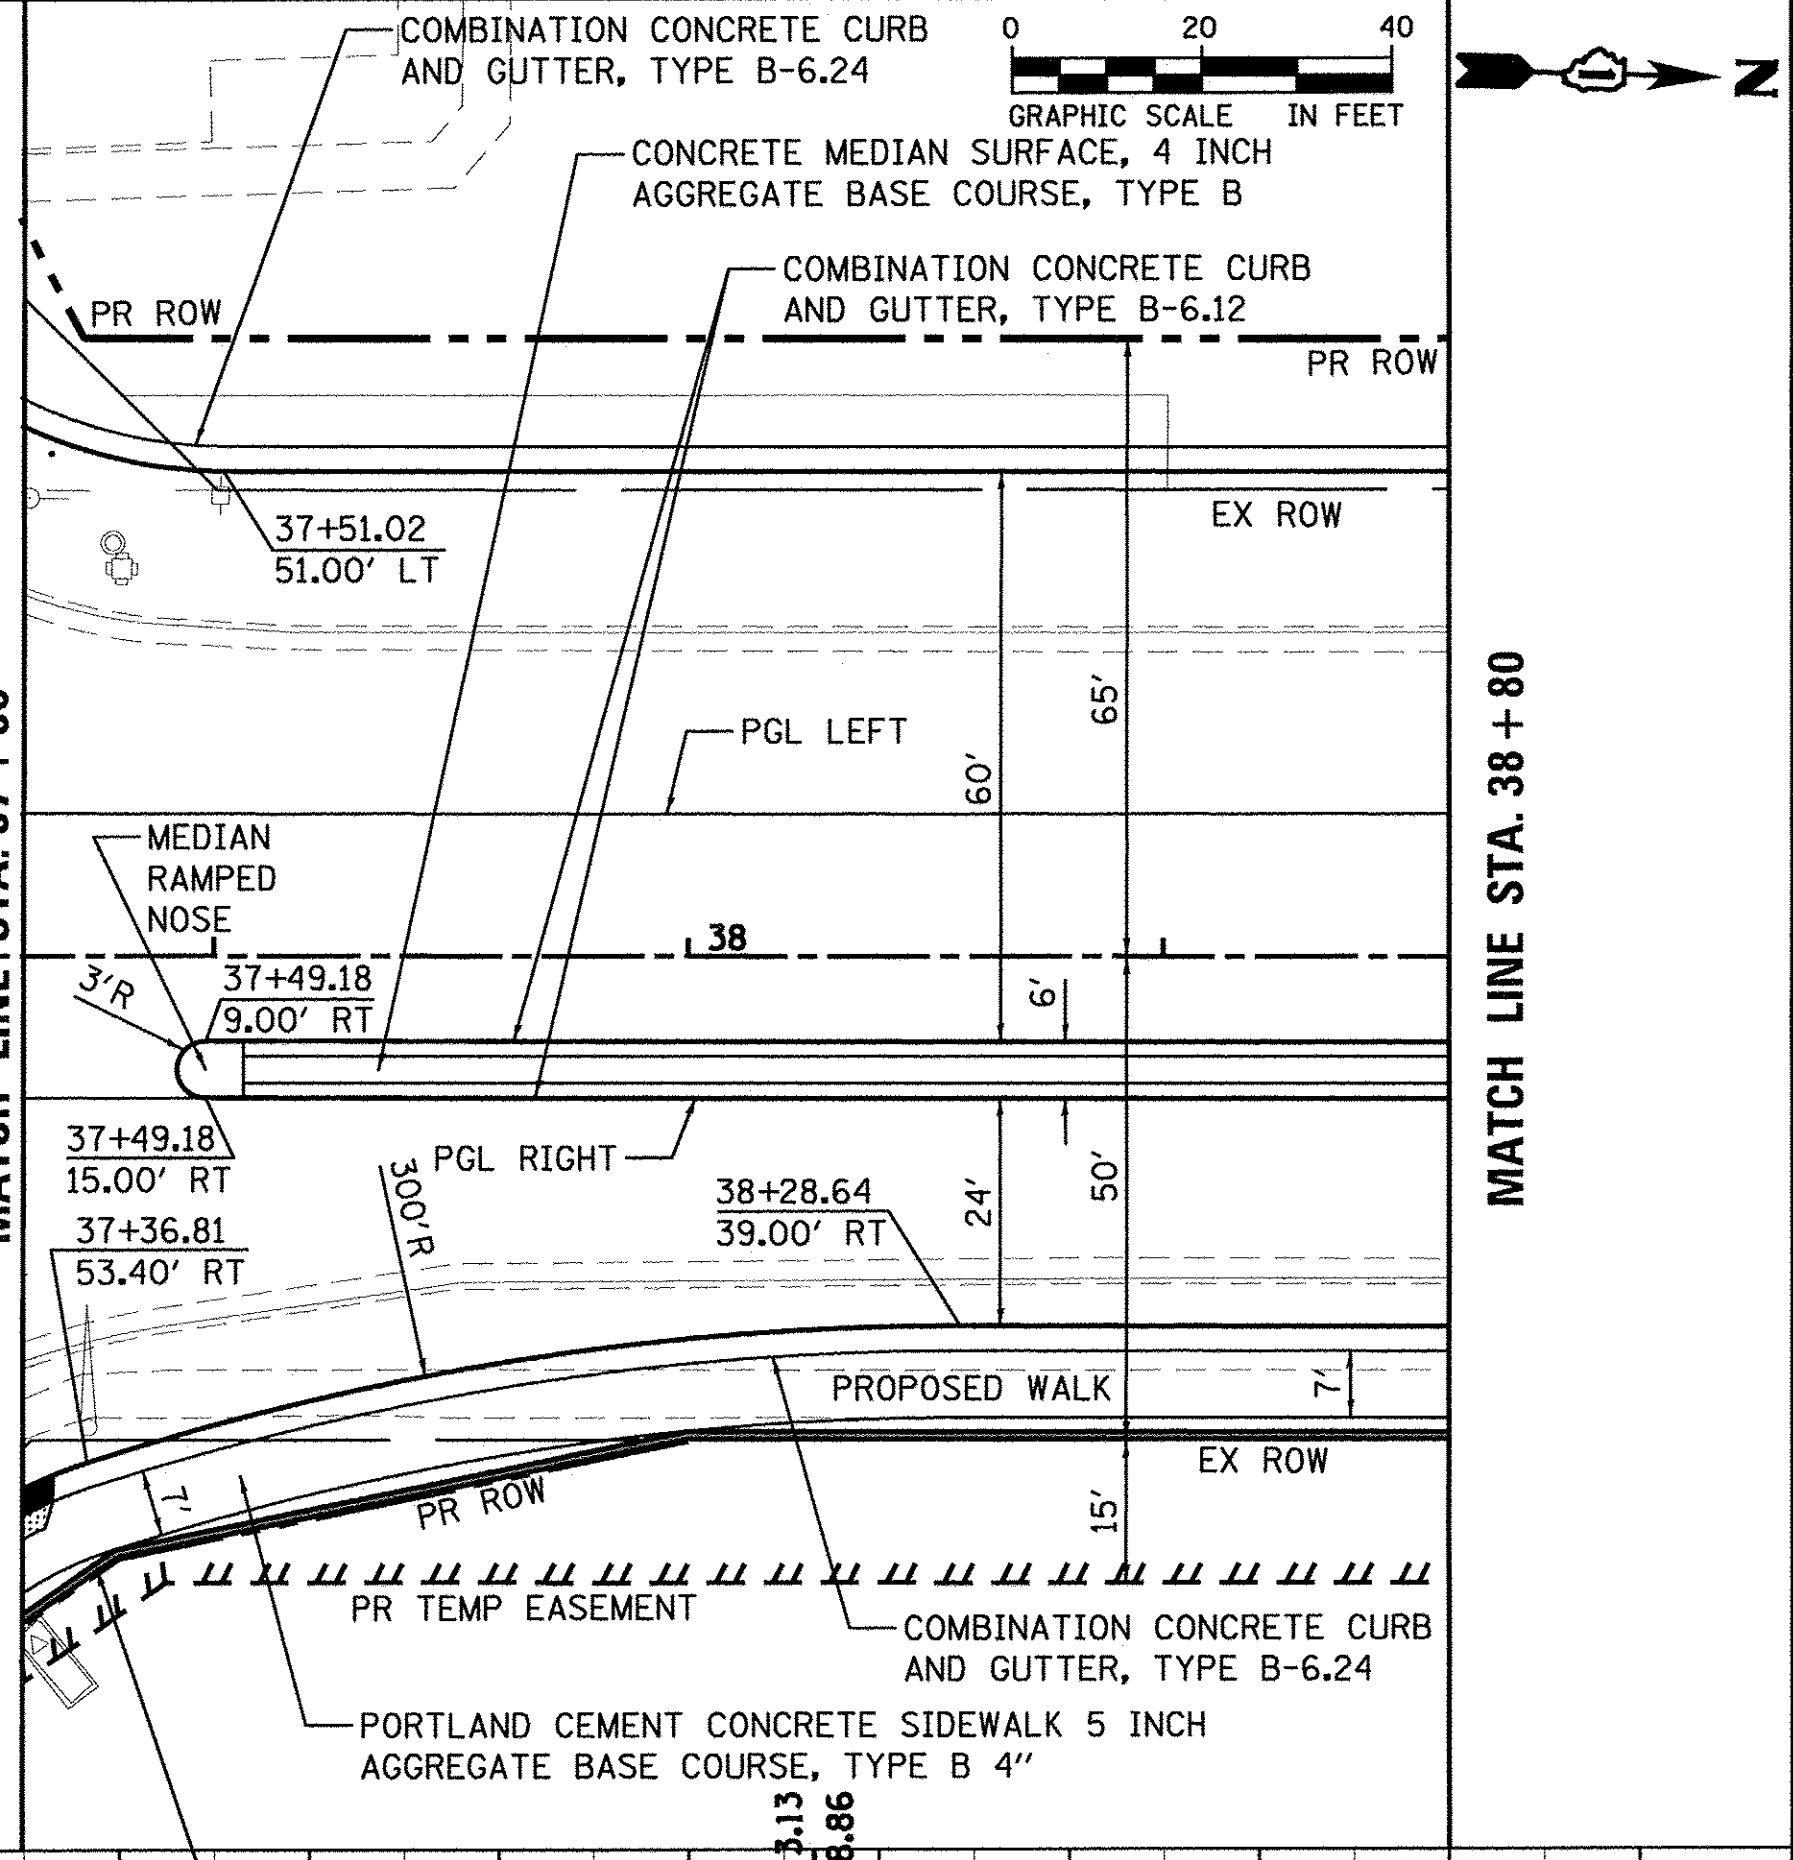 COMBINATION CONCRETE CURB
AND GUTTER, TYPE B-6.24
0 20 40
GRAPHIC SCALE IN FEET
N
CONCRETE MEDIAN SURFACE, 4 INCH
AGGREGATE BASE COURSE, TYPE B
COMBINATION CONCRETE CURB
AND GUTTER, TYPE B-6.12
PR ROW
PR ROW
EX ROW
37+51.02
51.00' LT
65'
60'
PGL LEFT
MATCH LINE STA. 38+80
MEDIAN
RAMPED
NOSE
38
3'R
37+49.18
9.00' RT
6'
37+49.18
15.00' RT
PGL RIGHT
300'R
37+36.81
53.40' RT
38+28.64
39.00' RT
24'
50'
PROPOSED WALK
7'
EX ROW
7'
PR ROW
15'
PR TEMP EASEMENT
COMBINATION CONCRETE CURB
AND GUTTER, TYPE B-6.24
PORTLAND CEMENT CONCRETE SIDEWALK 5 INCH
AGGREGATE BASE COURSE, TYPE B 4"
3.13
8.86